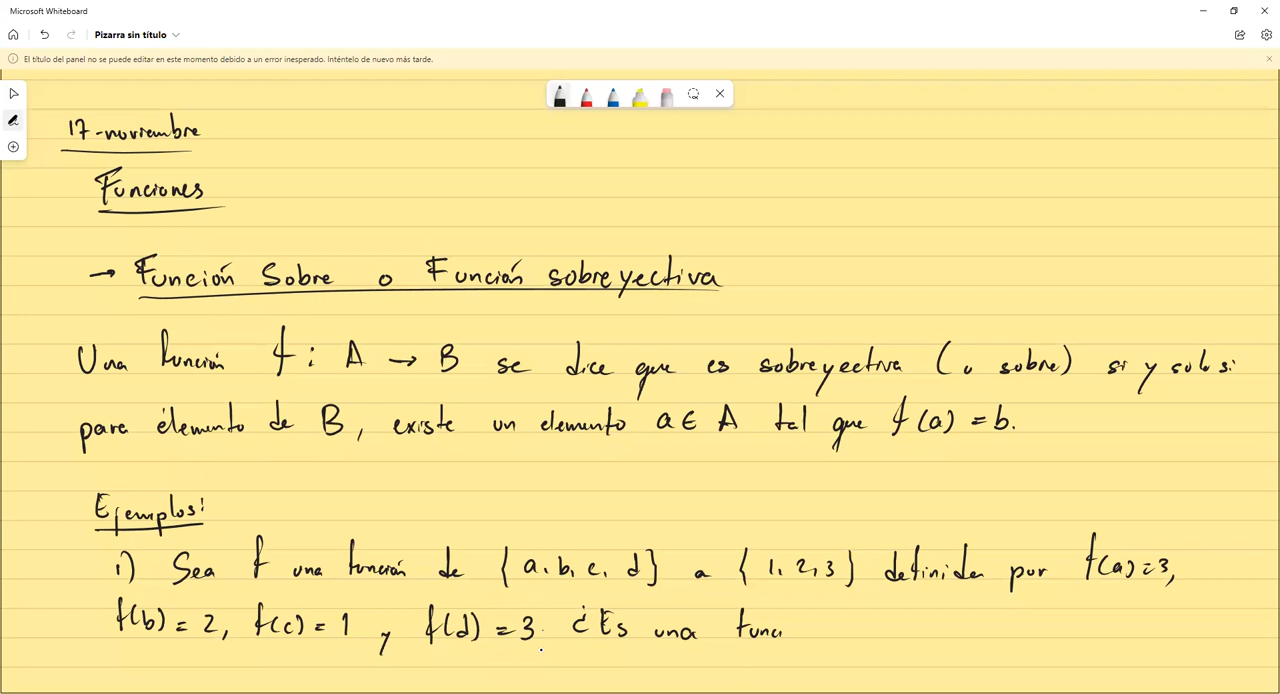 Microsoft Whiteboard
Pizarra sin título
El título del panel no se puede editar en este momento debido a un error inesperado. Inténtelo de nuevo más tarde.
17-noviembre
Funciones
→ Función Sobre o Función sobreyectiva
Una función f : A → B se dice que es sobreyectiva (o sobre) si y solo si
para elemento de B, existe un elemento a ∈ A tal que f(a) = b.
Ejemplos:
i) Sea f una función de {a, b, c, d} a {1, 2, 3} definida por f(a) = 3,
f(b) = 2, f(c) = 1 y f(d) = 3. ¿Es una func